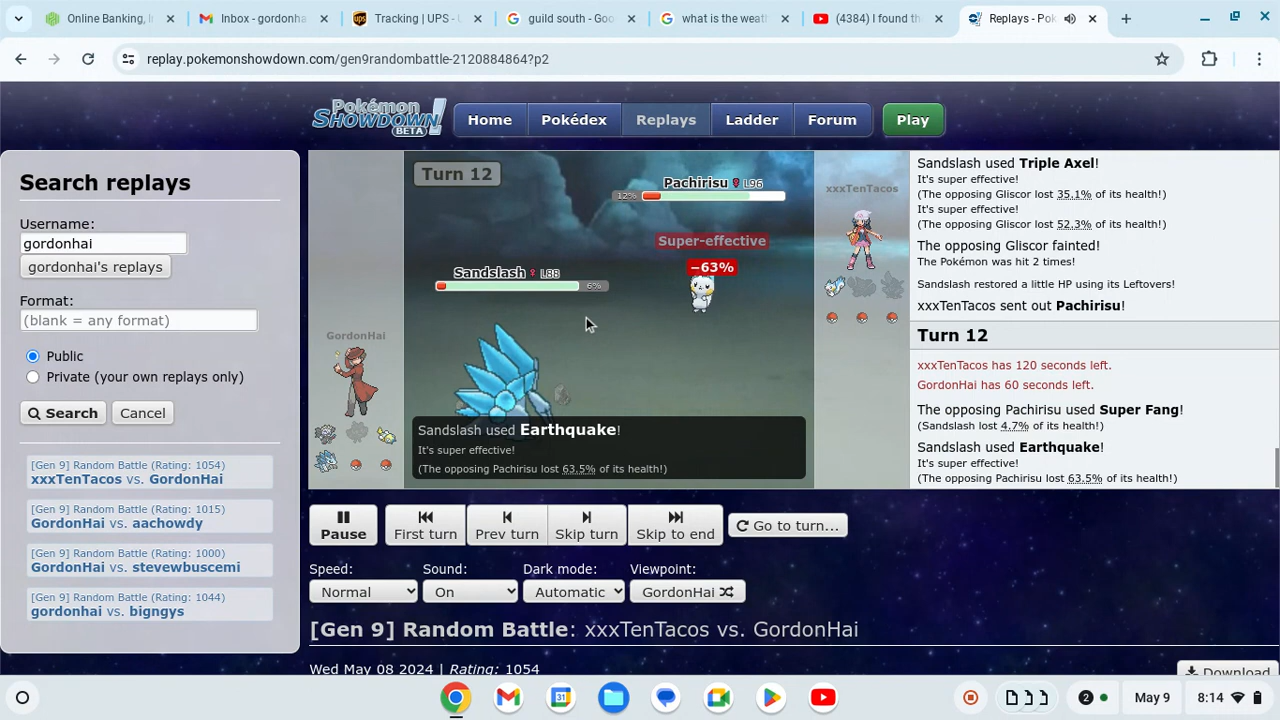 Online Banking, I
Inbox - gordonha
Tracking | UPS - U
guild south - Goo
what is the weat
(4384) I found th
Replays - Pok
replay.pokemonshowdown.com/gen9randombattle-2120884864?p2
Pokémon
SHOWDOWN!
BETA
Home
Pokédex
Replays
Ladder
Forum
Play
Search replays
Username:
gordonhai
gordonhai's replays
Format:
(blank = any format)
Public
Private (your own replays only)
Search
Cancel
[Gen 9] Random Battle (Rating: 1054)
xxxTenTacos vs. GordonHai
[Gen 9] Random Battle (Rating: 1015)
GordonHai vs. aachowdy
[Gen 9] Random Battle (Rating: 1000)
GordonHai vs. stevewbuscemi
[Gen 9] Random Battle (Rating: 1044)
gordonhai vs. bigngys
Turn 12
Pachirisu L96
12%
Super-effective
−63%
Sandslash L88
6%
GordonHai
xxxTenTacos
Sandslash used Earthquake!
It's super effective!
(The opposing Pachirisu lost 63.5% of its health!)
Sandslash used Triple Axel!
It's super effective!
(The opposing Gliscor lost 35.1% of its health!)
It's super effective!
(The opposing Gliscor lost 52.3% of its health!)
The opposing Gliscor fainted!
The Pokémon was hit 2 times!
Sandslash restored a little HP using its Leftovers!
xxxTenTacos sent out Pachirisu!
Turn 12
xxxTenTacos has 120 seconds left.
GordonHai has 60 seconds left.
The opposing Pachirisu used Super Fang!
(Sandslash lost 4.7% of its health!)
Sandslash used Earthquake!
It's super effective!
(The opposing Pachirisu lost 63.5% of its health!)
Pause
First turn
Prev turn
Skip turn
Skip to end
Go to turn...
Speed:
Sound:
Dark mode:
Viewpoint:
Normal
On
Automatic
GordonHai
[Gen 9] Random Battle: xxxTenTacos vs. GordonHai
Wed May 08 2024 | Rating: 1054
Download
2
May 9
8:14